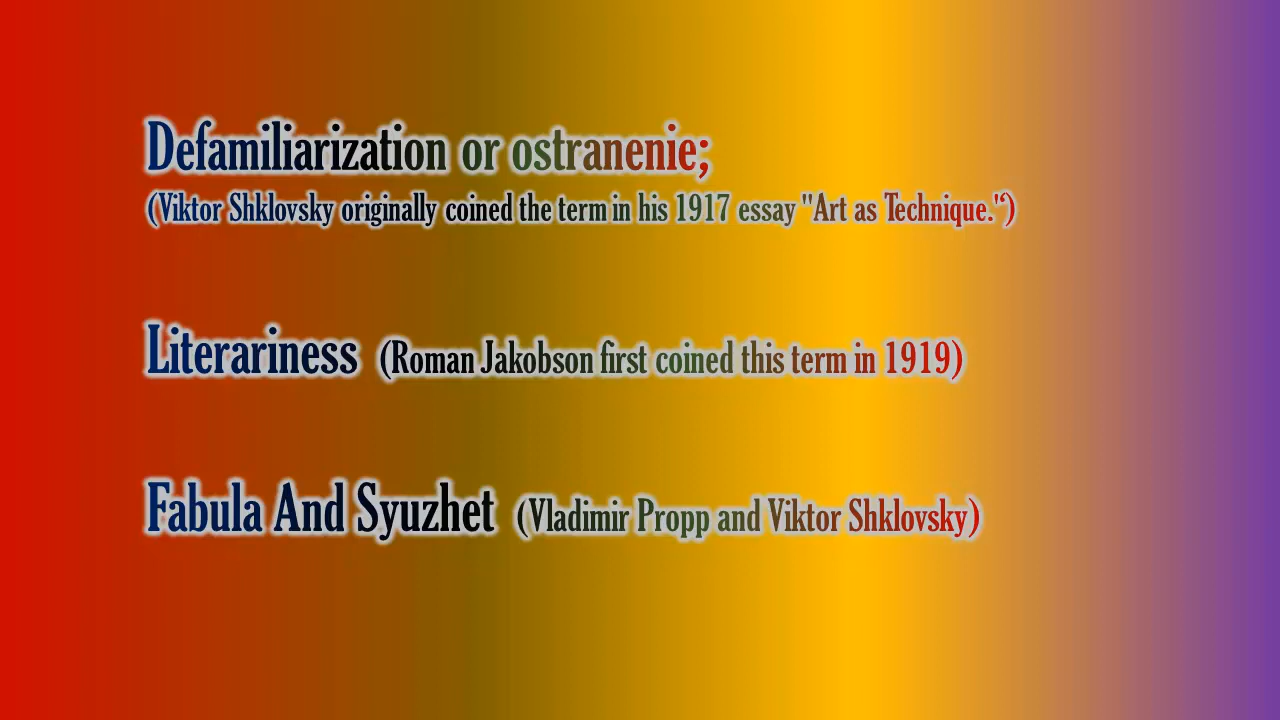 Defamiliarization or ostranenie;
(Viktor Shklovsky originally coined the term in his 1917 essay "Art as Technique.“)
Literariness (Roman Jakobson first coined this term in 1919)
Fabula And Syuzhet (Vladimir Propp and Viktor Shklovsky)